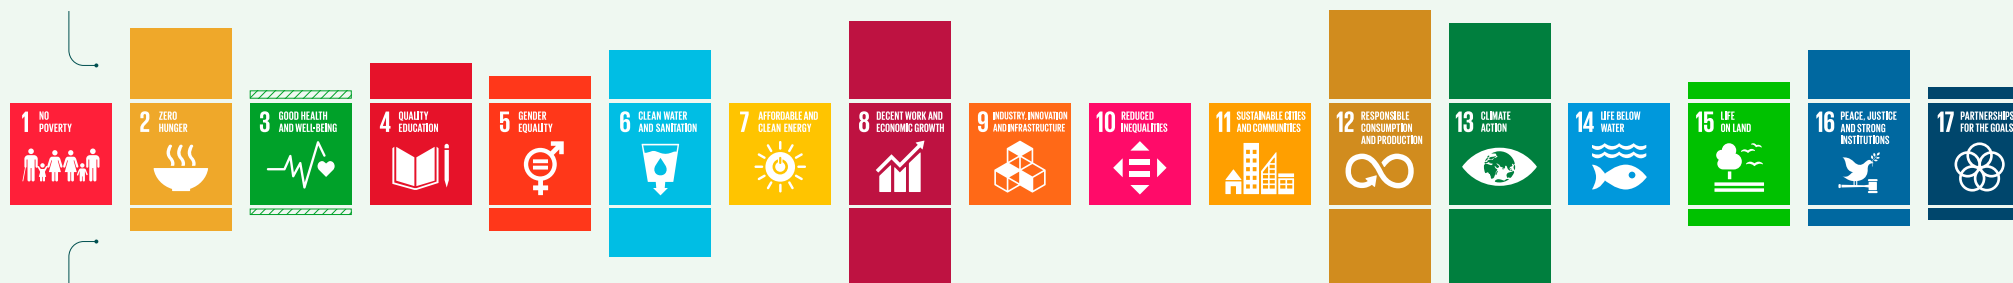 1 NO
POVERTY
2 ZERO
HUNGER
3 GOOD HEALTH
AND WELL-BEING
4 QUALITY
EDUCATION
5 GENDER
EQUALITY
6 CLEAN WATER
AND SANITATION
7 AFFORDABLE AND
CLEAN ENERGY
8 DECENT WORK AND
ECONOMIC GROWTH
9 INDUSTRY, INNOVATION
AND INFRASTRUCTURE
10 REDUCED
INEQUALITIES
11 SUSTAINABLE CITIES
AND COMMUNITIES
12 RESPONSIBLE
CONSUMPTION
AND PRODUCTION
13 CLIMATE
ACTION
14 LIFE BELOW
WATER
15 LIFE
ON LAND
16 PEACE, JUSTICE
AND STRONG
INSTITUTIONS
17 PARTNERSHIPS
FOR THE GOALS